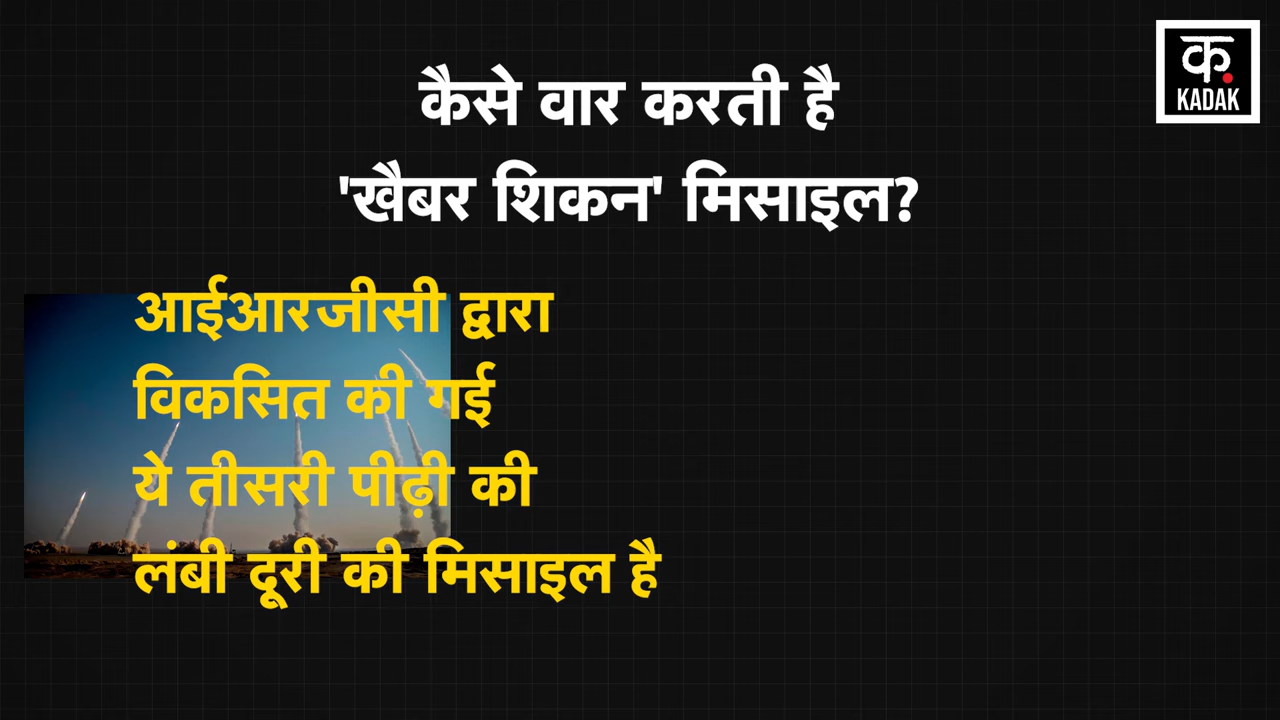 कैसे वार करती है
'खैबर शिकन' मिसाइल?
आईआरजीसी द्वारा
विकसित की गई
ये तीसरी पीढ़ी की
लंबी दूरी की मिसाइल है
क.
KADAK